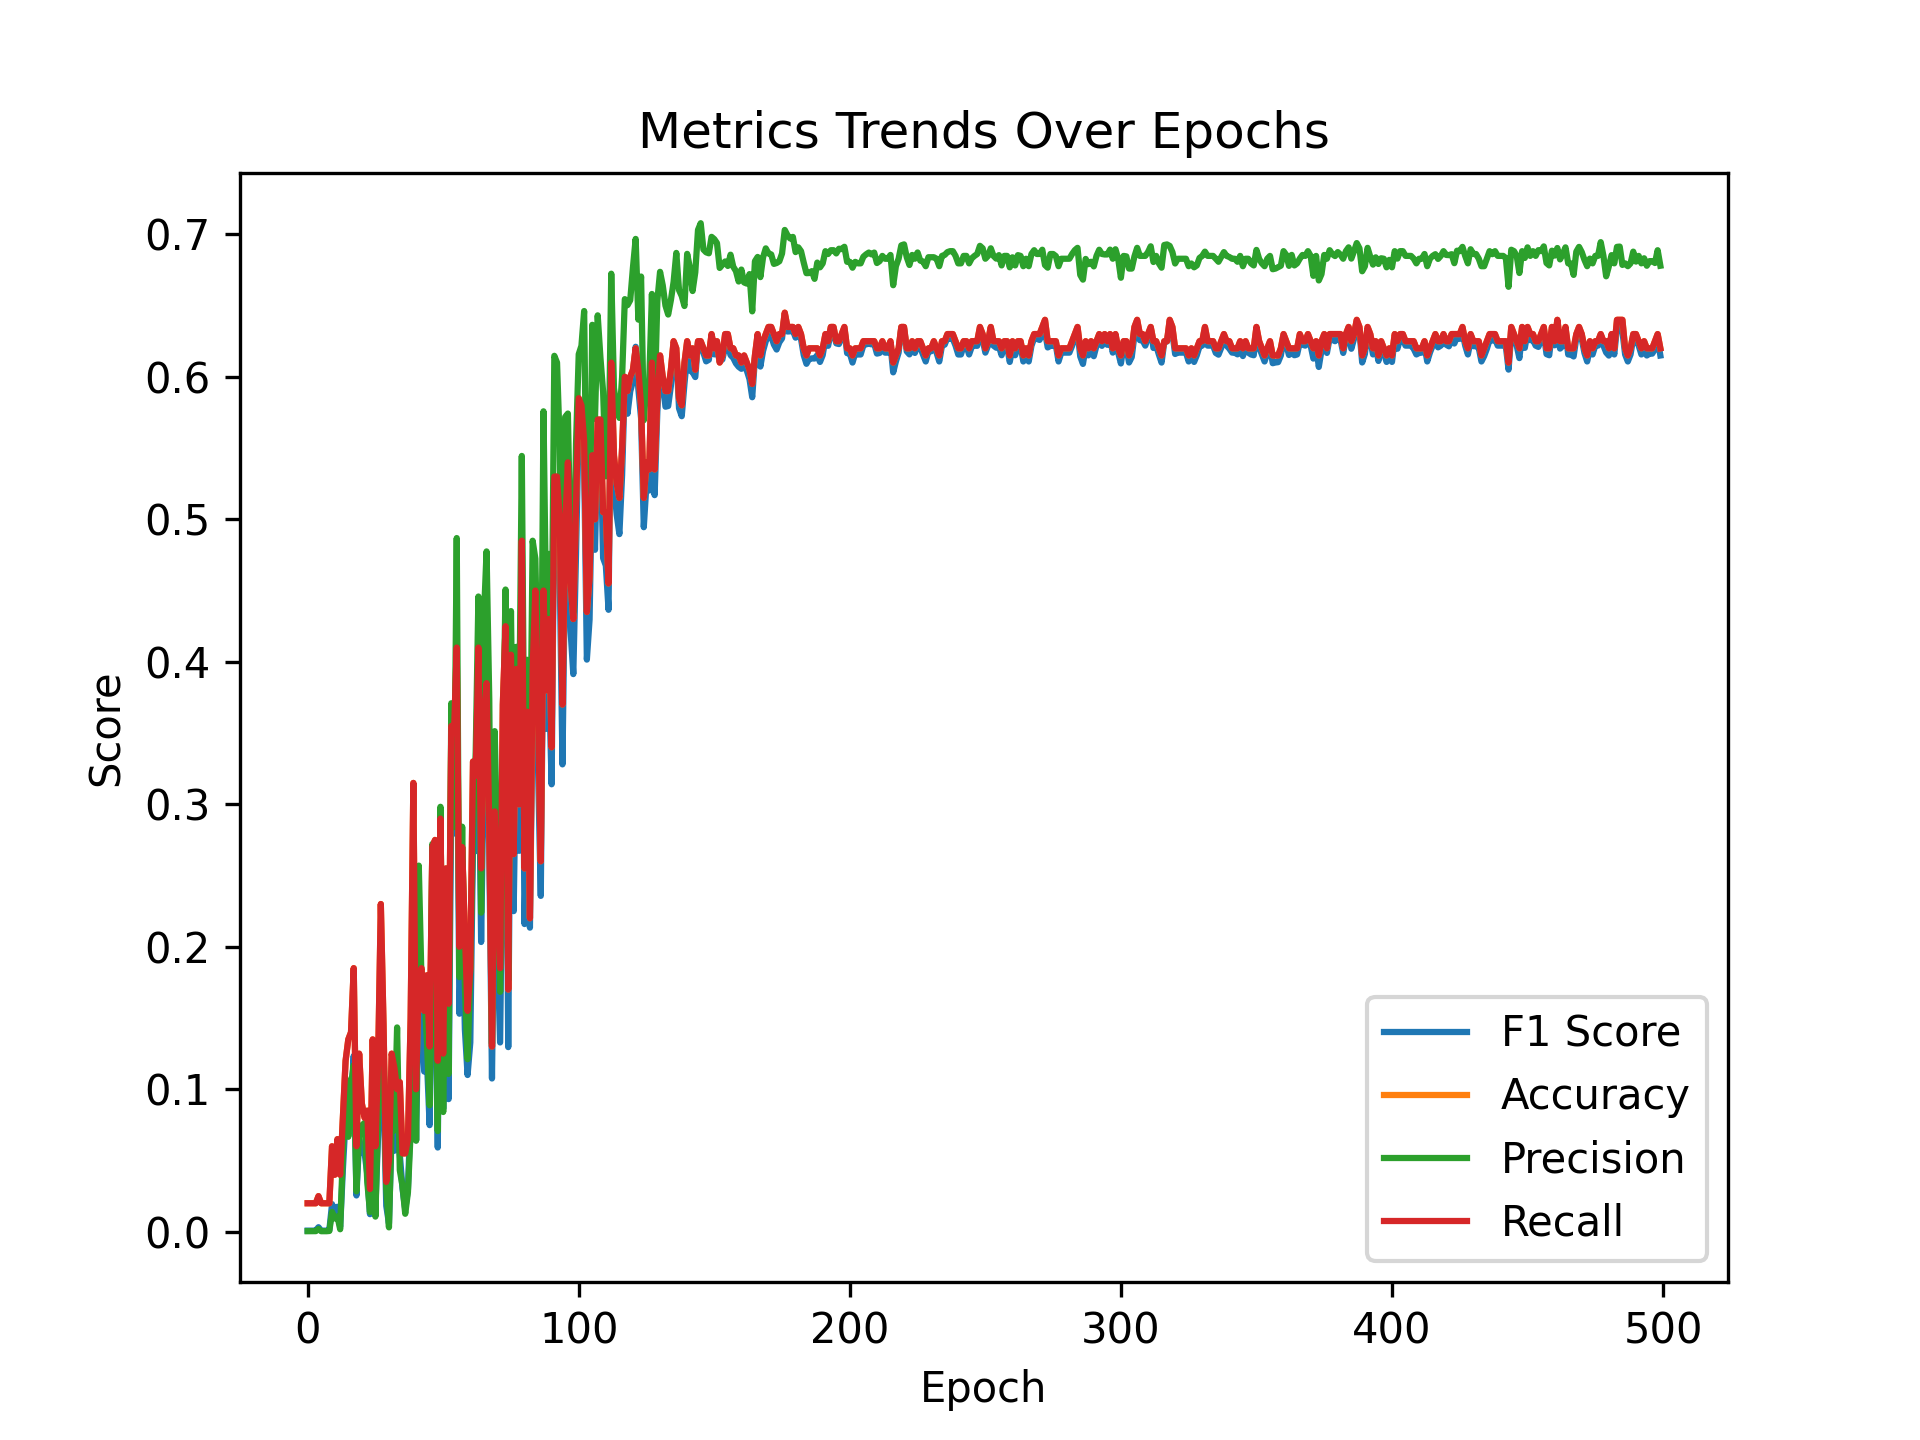 Metrics Trends Over Epochs
Score
0.7
0.6
0.5
0.4
0.3
0.2
0.1
0.0
F1 Score
Accuracy
Precision
Recall
0 100 200 300 400 500
Epoch